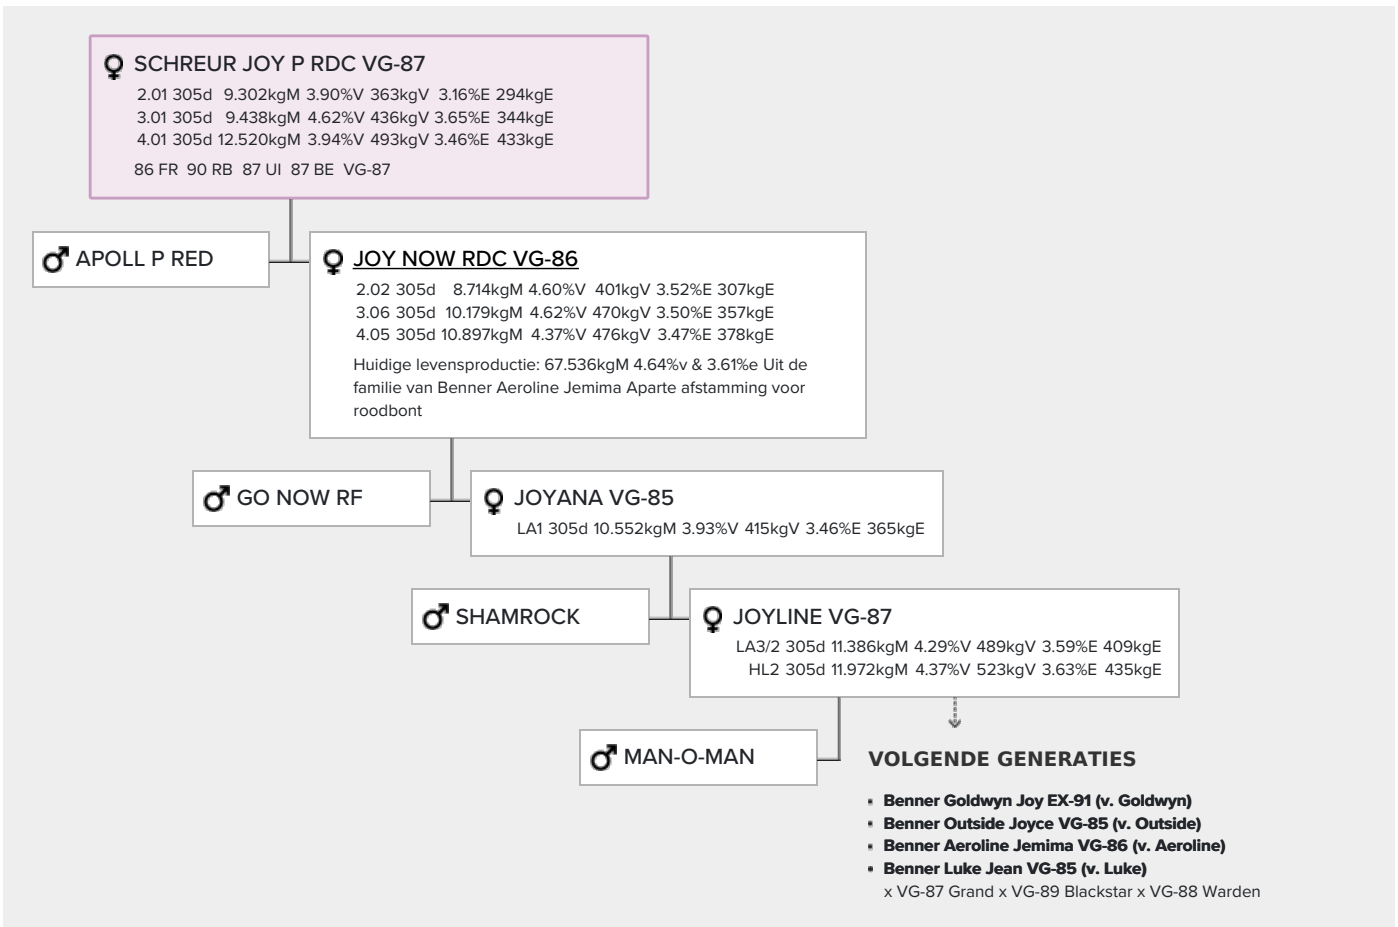 SCHREUR JOY P RDC VG-87
2.01 305d 9.302kgM 3.90%V 363kgV 3.16%E 294kgE
3.01 305d 9.438kgM 4.62%V 436kgV 3.65%E 344kgE
4.01 305d 12.520kgM 3.94%V 493kgV 3.46%E 433kgE
86 FR 90 RB 87 UI 87 BE VG-87
APOLL P RED
JOY NOW RDC VG-86
2.02 305d 8.714kgM 4.60%V 401kgV 3.52%E 307kgE
3.06 305d 10.179kgM 4.62%V 470kgV 3.50%E 357kgE
4.05 305d 10.897kgM 4.37%V 476kgV 3.47%E 378kgE
Huidige levensproductie: 67.536kgM 4.64%v & 3.61%e Uit de
familie van Benner Aeroline Jemima Aparte afstamming voor
roodbont
GO NOW RF
JOYANA VG-85
LA1 305d 10.552kgM 3.93%V 415kgV 3.46%E 365kgE
SHAMROCK
JOYLINE VG-87
LA3/2 305d 11.386kgM 4.29%V 489kgV 3.59%E 409kgE
HL2 305d 11.972kgM 4.37%V 523kgV 3.63%E 435kgE
MAN-O-MAN
VOLGENDE GENERATIES
Benner Goldwyn Joy EX-91 (v. Goldwyn)
Benner Outside Joyce VG-85 (v. Outside)
Benner Aeroline Jemima VG-86 (v. Aeroline)
Benner Luke Jean VG-85 (v. Luke)
x VG-87 Grand x VG-89 Blackstar x VG-88 Warden